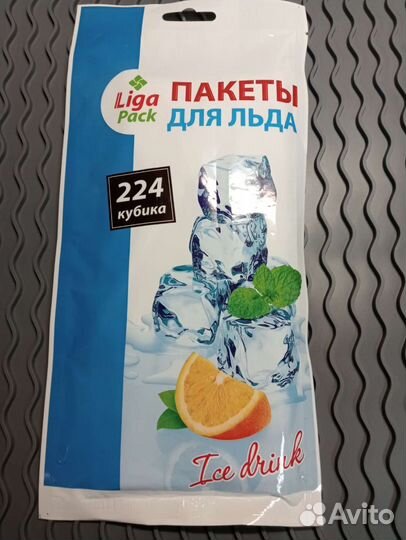 Liga
Pack
ПАКЕТЫ
ДЛЯ ЛЬДА
224
кубика
Ice drink
Avito